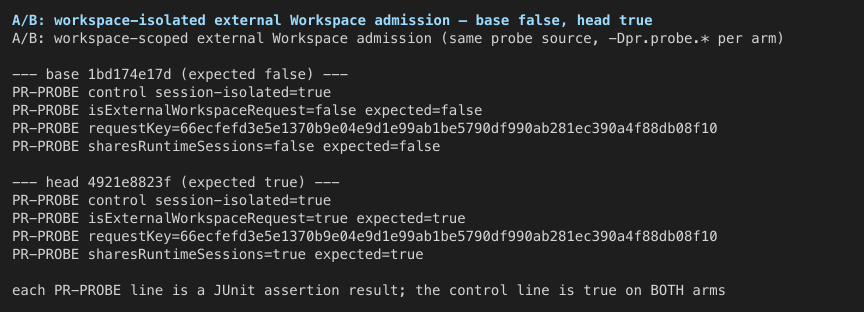 A/B: workspace-isolated external Workspace admission — base false, head true
A/B: workspace-scoped external Workspace admission (same probe source, -Dpr.probe.* per arm)
--- base 1bd174e17d (expected false) ---
PR-PROBE control session-isolated=true
PR-PROBE isExternalWorkspaceRequest=false expected=false
PR-PROBE requestKey=66ecfefd3e5e1370b9e04e9d1e99ab1be5790df990ab281ec390a4f88db08f10
PR-PROBE sharesRuntimeSessions=false expected=false
--- head 4921e8823f (expected true) ---
PR-PROBE control session-isolated=true
PR-PROBE isExternalWorkspaceRequest=true expected=true
PR-PROBE requestKey=66ecfefd3e5e1370b9e04e9d1e99ab1be5790df990ab281ec390a4f88db08f10
PR-PROBE sharesRuntimeSessions=true expected=true
each PR-PROBE line is a JUnit assertion result; the control line is true on BOTH arms